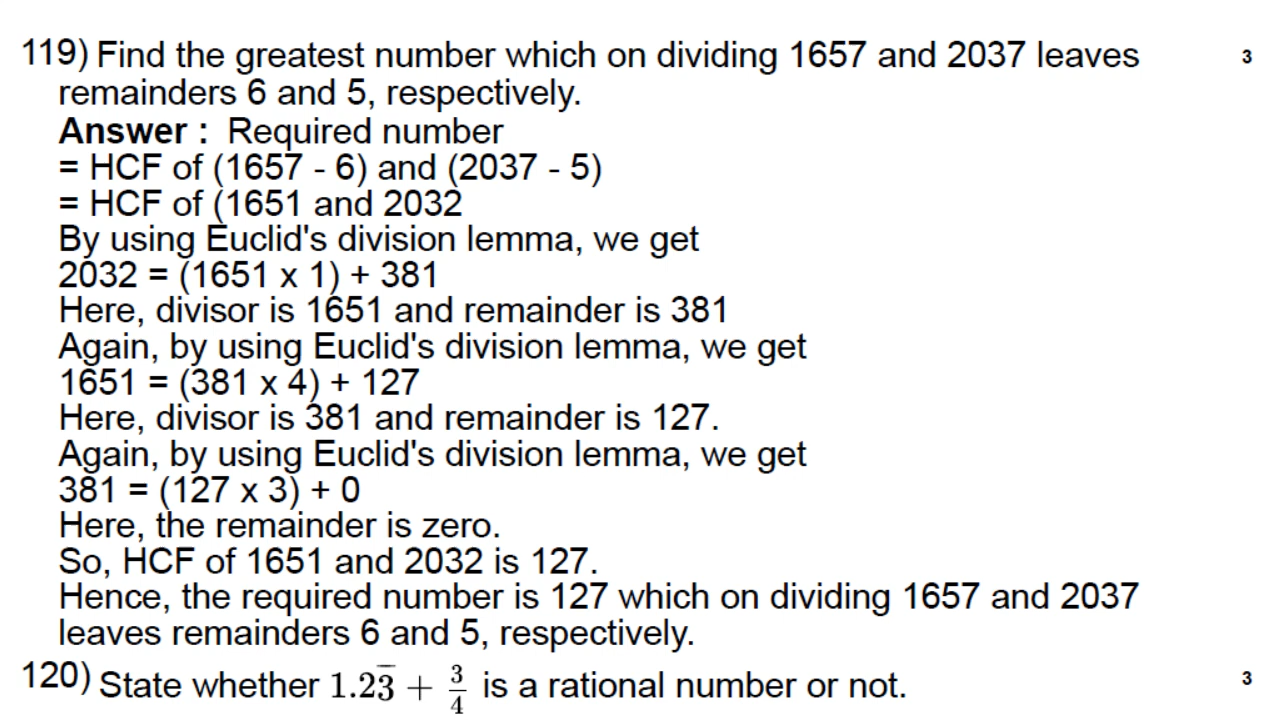 119) Find the greatest number which on dividing 1657 and 2037 leaves 3
remainders 6 and 5, respectively.
Answer : Required number
= HCF of (1657 - 6) and (2037 - 5)
= HCF of (1651 and 2032
By using Euclid's division lemma, we get
2032 = (1651 x 1) + 381
Here, divisor is 1651 and remainder is 381
Again, by using Euclid's division lemma, we get
1651 = (381 x 4) + 127
Here, divisor is 381 and remainder is 127.
Again, by using Euclid's division lemma, we get
381 = (127 x 3) + 0
Here, the remainder is zero.
So, HCF of 1651 and 2032 is 127.
Hence, the required number is 127 which on dividing 1657 and 2037
leaves remainders 6 and 5, respectively.
120) State whether 1.23̅ + 3/4 is a rational number or not. 3